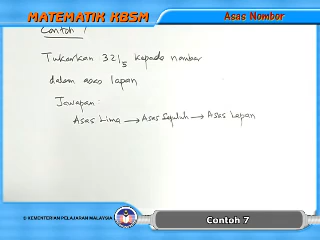 MATEMATIK KBSM
Asas Nombor
Contoh 7
Tukarkan 321₅ kepada nombor
dalam asas lapan
Jawapan:
Asas Lima → Asas Sepuluh → Asas Lapan
© KEMENTERIAN PELAJARAN MALAYSIA
Contoh 7